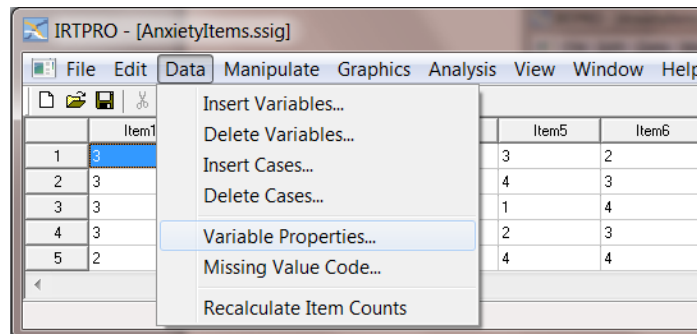 IRTPRO - [AnxietyItems.ssig]
File Edit Data Manipulate Graphics Analysis View Window Help
Insert Variables...
Delete Variables...
Insert Cases...
Delete Cases...
Variable Properties...
Missing Value Code...
Recalculate Item Counts
Item1 Item5 Item6
1 3 3 2
2 3 4 3
3 3 1 4
4 3 2 3
5 2 4 4